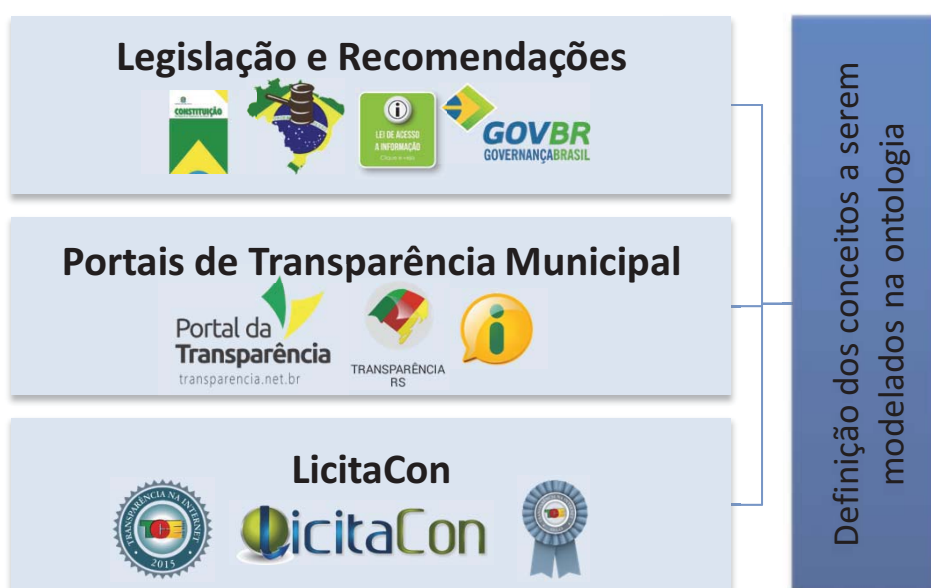 Legislação e Recomendações
CONSTITUIÇÃO
LEI DE ACESSO
A INFORMAÇÃO
GOVBR
GOVERNANÇABRASIL
Portais de Transparência Municipal
Portal da
Transparência
transparencia.net.br
TRANSPARÊNCIA
RS
LicitaCon
TRANSPARÊNCIA NA INTERNET
TCE
2015
LicitaCon
TCE
Definição dos conceitos a serem
modelados na ontologia